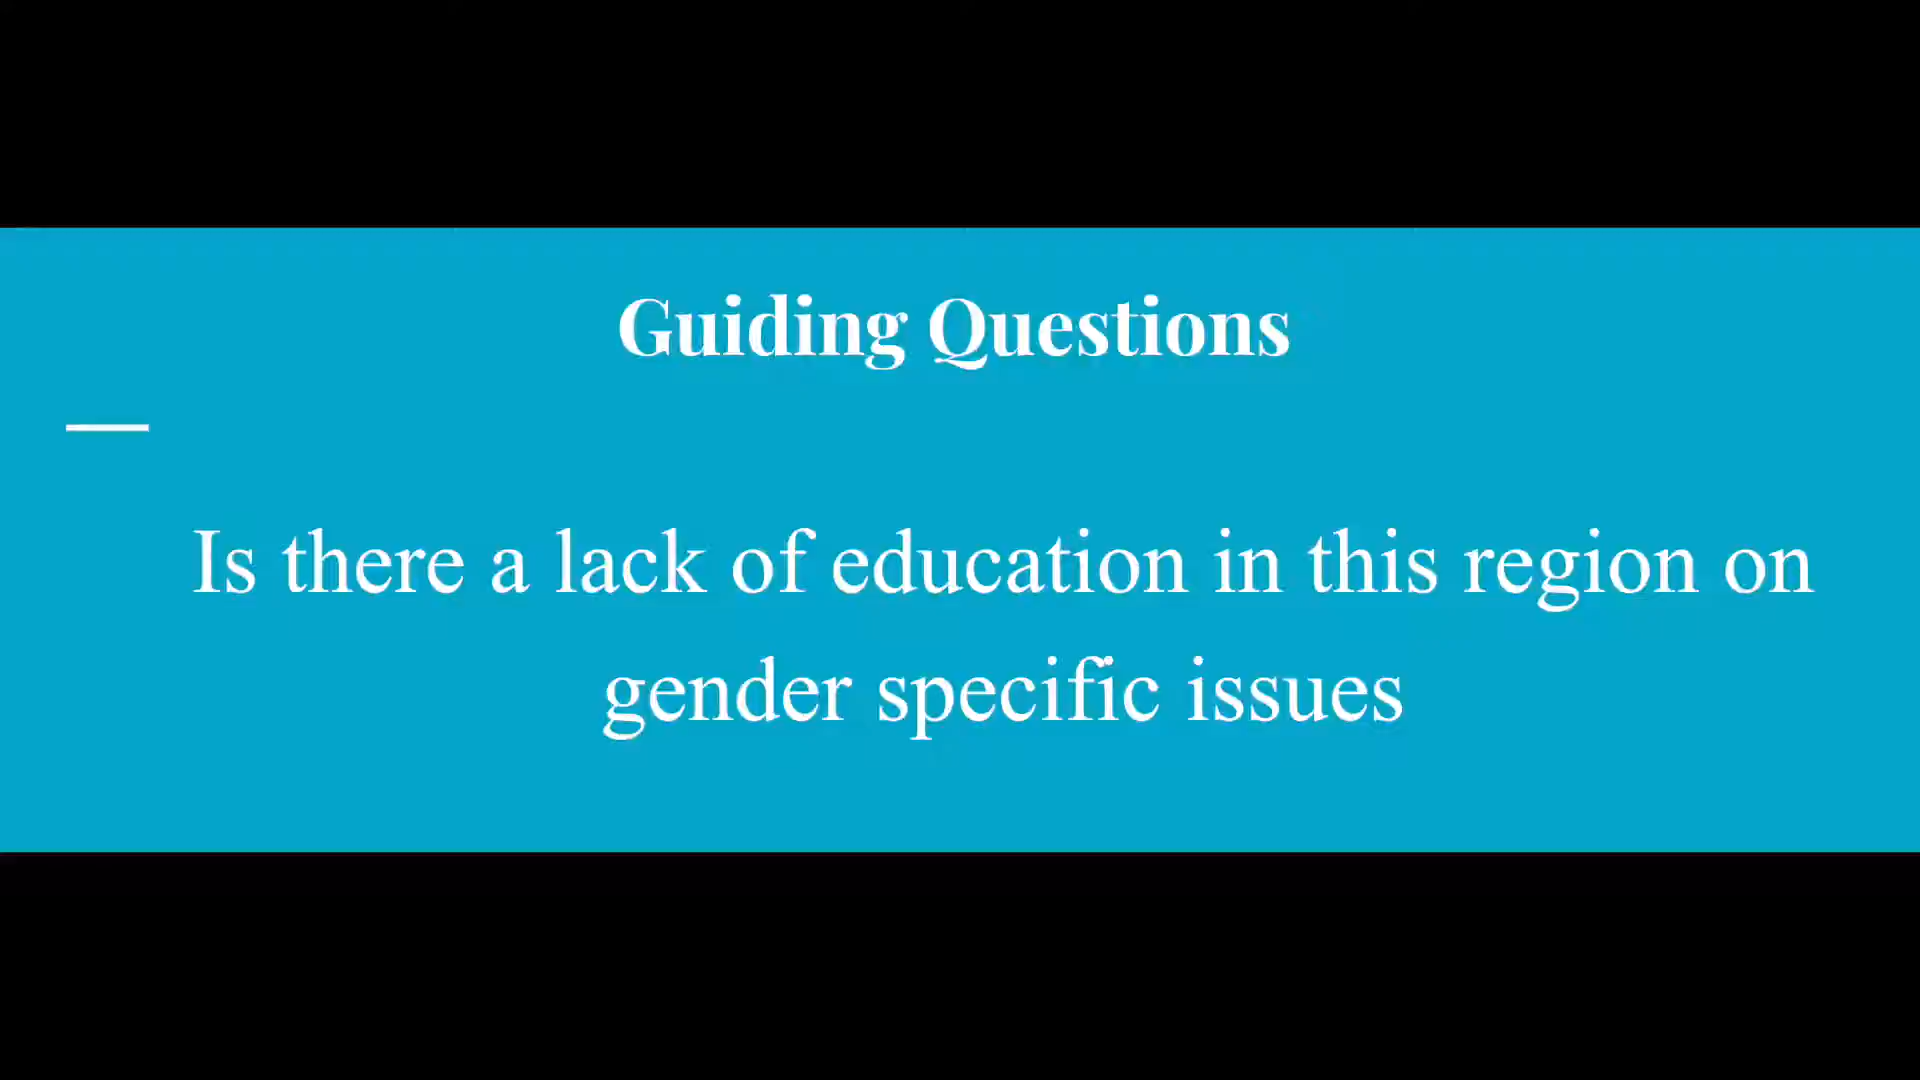 Guiding Questions
Is there a lack of education in this region on
gender specific issues